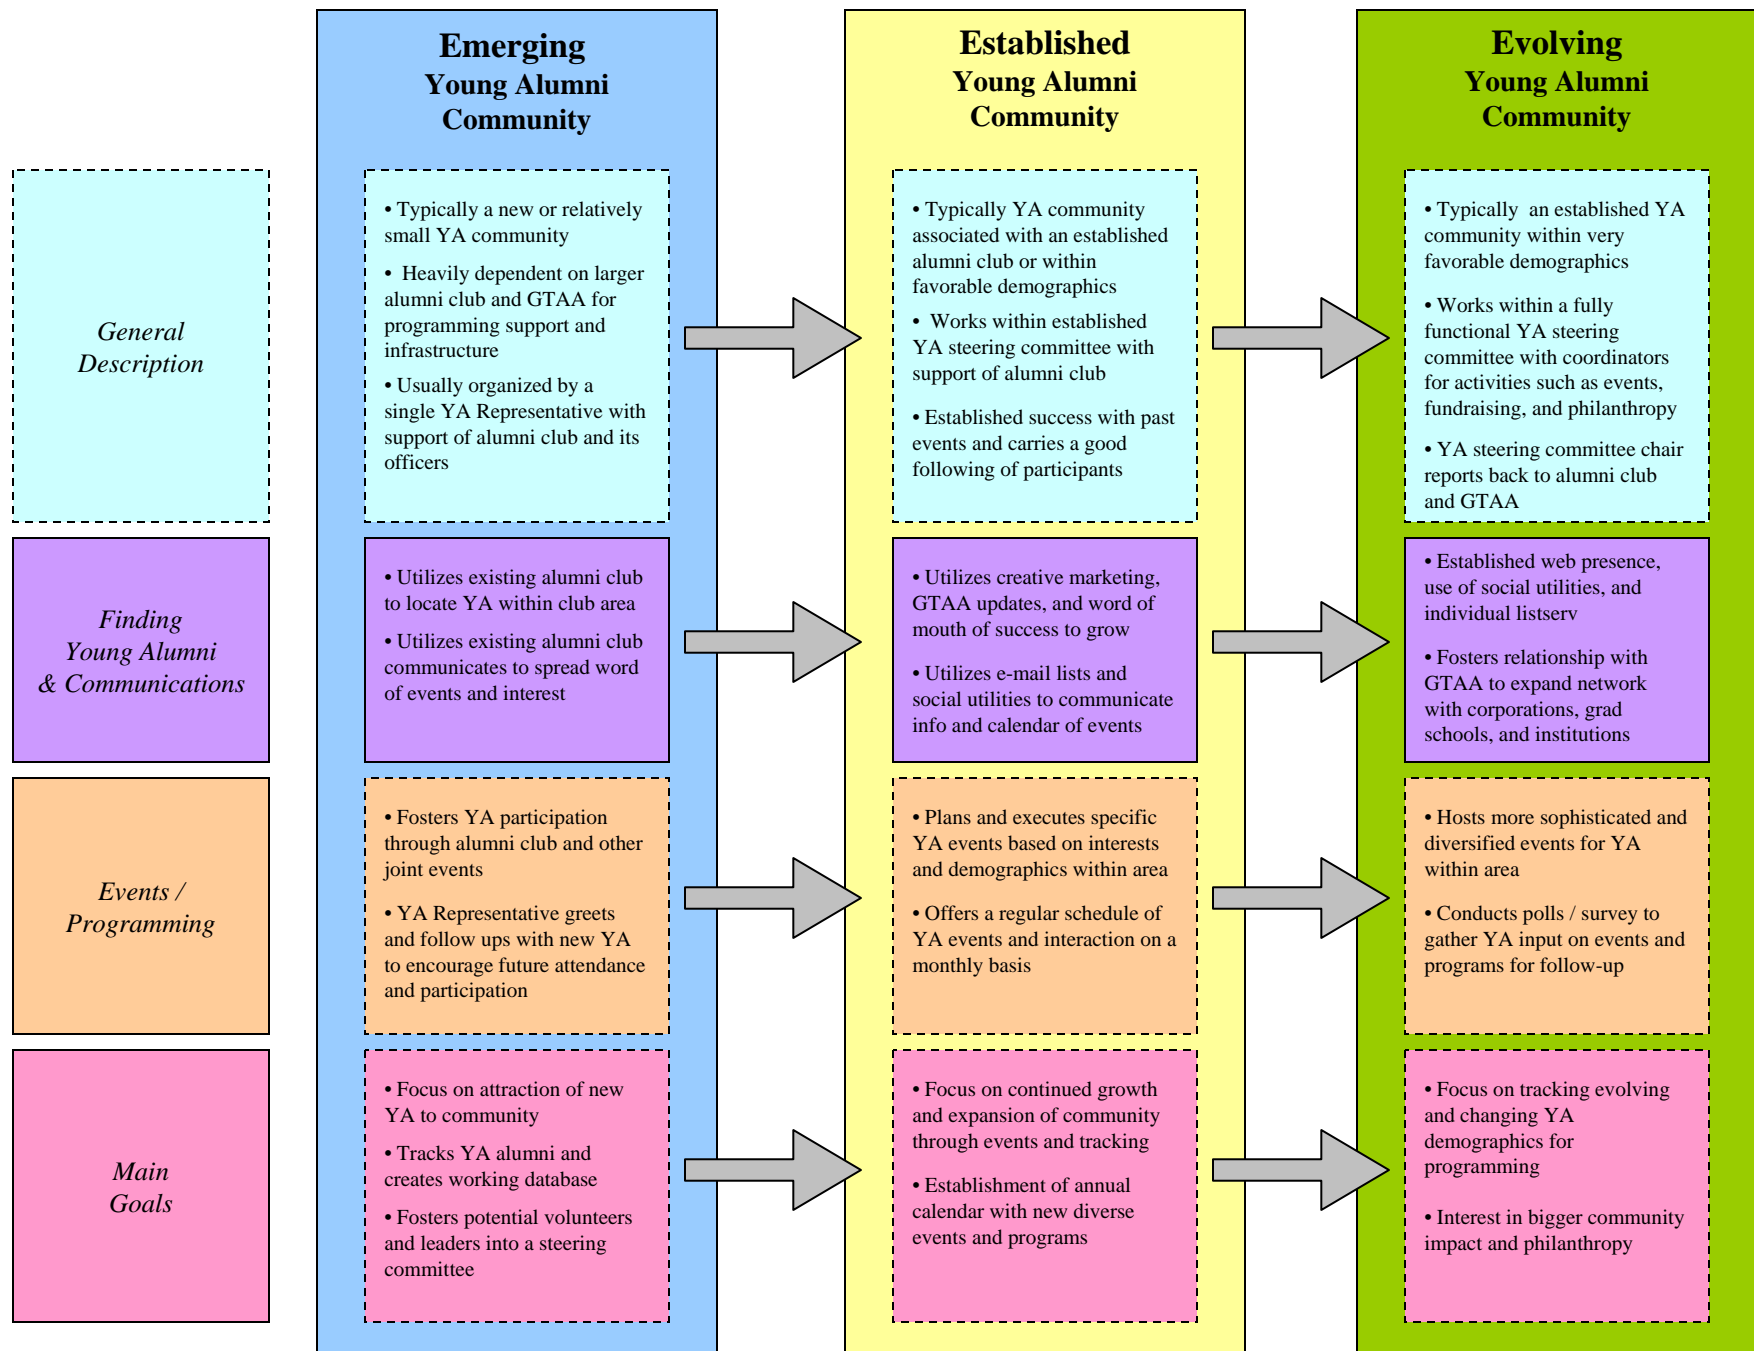 Emerging
Young Alumni
Community
Established
Young Alumni
Community
Evolving
Young Alumni
Community
General
Description
• Typically a new or relatively
small YA community
• Heavily dependent on larger
alumni club and GTAA for
programming support and
infrastructure
• Usually organized by a
single YA Representative with
support of alumni club and its
officers
• Typically YA community
associated with an established
alumni club or within
favorable demographics
• Works within established
YA steering committee with
support of alumni club
• Established success with past
events and carries a good
following of participants
• Typically an established YA
community within very
favorable demographics
• Works within a fully
functional YA steering
committee with coordinators
for activities such as events,
fundraising, and philanthropy
• YA steering committee chair
reports back to alumni club
and GTAA
Finding
Young Alumni
& Communications
• Utilizes existing alumni club
to locate YA within club area
• Utilizes existing alumni club
communicates to spread word
of events and interest
• Utilizes creative marketing,
GTAA updates, and word of
mouth of success to grow
• Utilizes e-mail lists and
social utilities to communicate
info and calendar of events
• Established web presence,
use of social utilities, and
individual listserv
• Fosters relationship with
GTAA to expand network
with corporations, grad
schools, and institutions
Events /
Programming
• Fosters YA participation
through alumni club and other
joint events
• YA Representative greets
and follow ups with new YA
to encourage future attendance
and participation
• Plans and executes specific
YA events based on interests
and demographics within area
• Offers a regular schedule of
YA events and interaction on a
monthly basis
• Hosts more sophisticated and
diversified events for YA
within area
• Conducts polls / survey to
gather YA input on events and
programs for follow-up
Main
Goals
• Focus on attraction of new
YA to community
• Tracks YA alumni and
creates working database
• Fosters potential volunteers
and leaders into a steering
committee
• Focus on continued growth
and expansion of community
through events and tracking
• Establishment of annual
calendar with new diverse
events and programs
• Focus on tracking evolving
and changing YA
demographics for
programming
• Interest in bigger community
impact and philanthropy